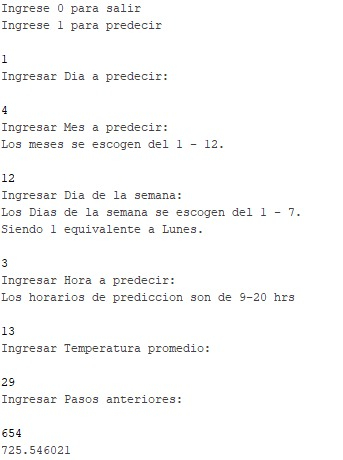 Ingrese 0 para salir
Ingrese 1 para predecir
1
Ingresar Dia a predecir:
4
Ingresar Mes a predecir:
Los meses se escogen del 1 - 12.
12
Ingresar Dia de la semana:
Los Dias de la semana se escogen del 1 - 7.
Siendo 1 equivalente a Lunes.
3
Ingresar Hora a predecir:
Los horarios de prediccion son de 9-20 hrs
13
Ingresar Temperatura promedio:
29
Ingresar Pasos anteriores:
654
725.546021